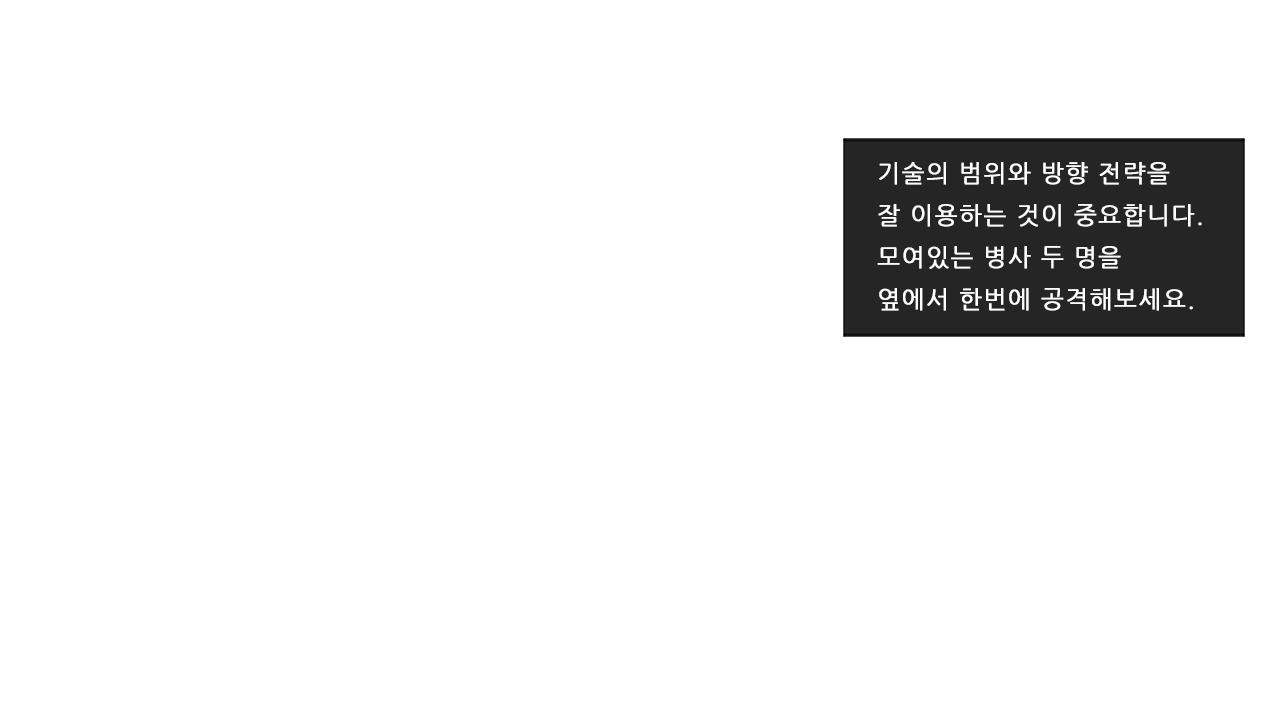 기술의 범위와 방향 전략을
잘 이용하는 것이 중요합니다.
모여있는 병사 두 명을
옆에서 한번에 공격해보세요.